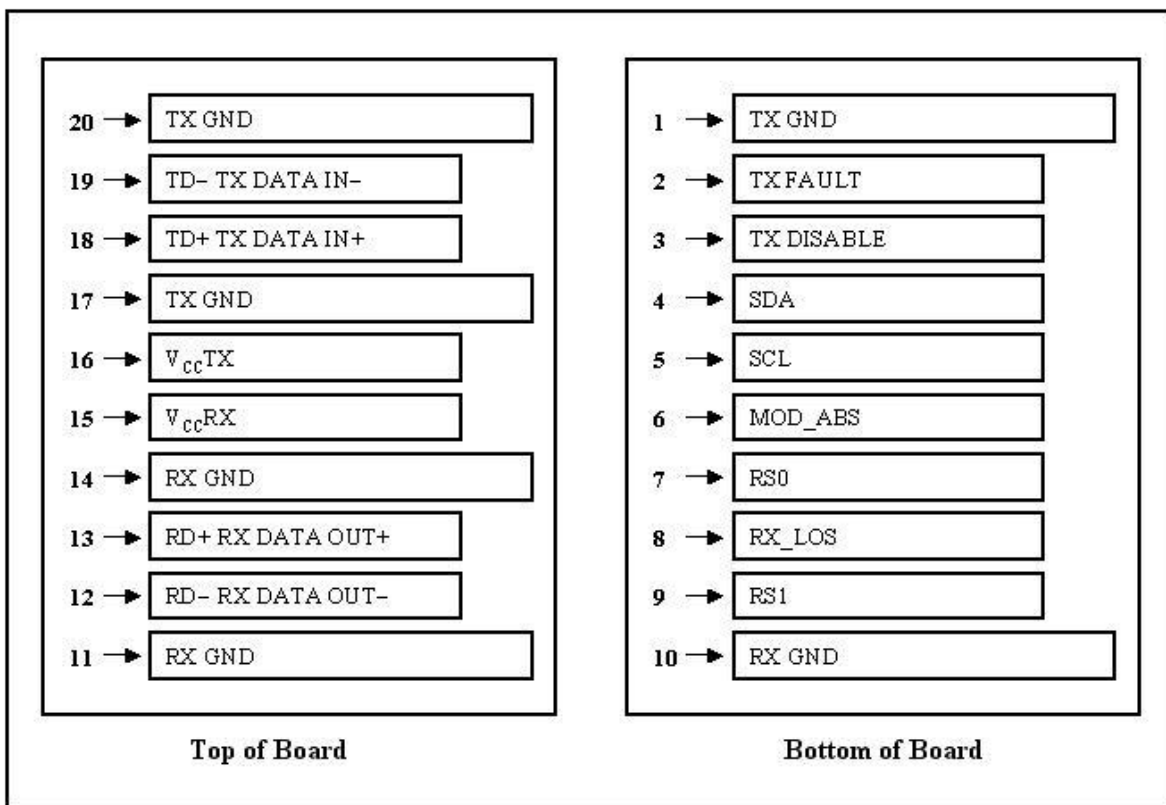 20 TX GND
19 TD– TX DATA IN–
18 TD+ TX DATA IN+
17 TX GND
16 VCCTX
15 VCCRX
14 RX GND
13 RD+ RX DATA OUT+
12 RD– RX DATA OUT–
11 RX GND
Top of Board
1 TX GND
2 TX FAULT
3 TX DISABLE
4 SDA
5 SCL
6 MOD_ABS
7 RS0
8 RX_LOS
9 RS1
10 RX GND
Bottom of Board